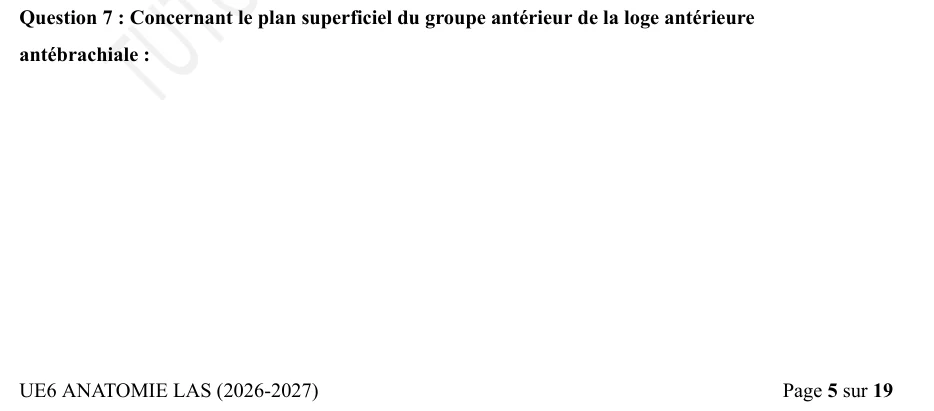 Question 7 : Concernant le plan superficiel du groupe antérieur de la loge antérieure
antébrachiale :
UE6 ANATOMIE LAS (2026-2027)
Page 5 sur 19